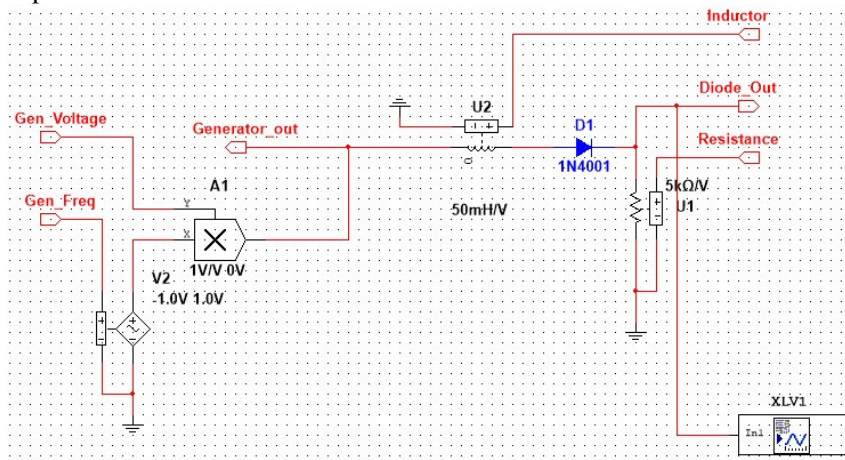 Inductor
U2
Diode_Out
Gen_Voltage
Generator_out
D1
Resistance
1N4001
A1
5kΩ/V
Gen_Freq
Y
50mH/V
U1
X
1V/V 0V
V2
-1.0V 1.0V
XLV1
In1